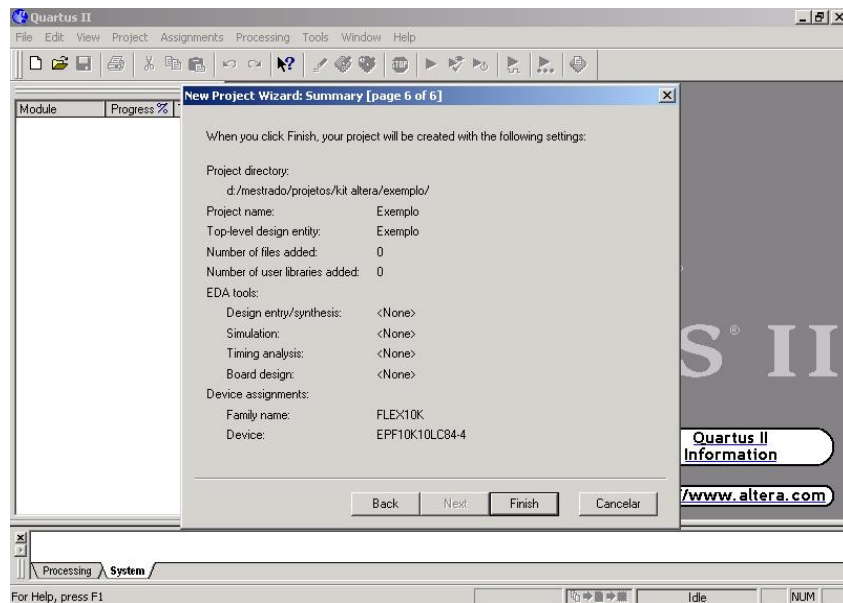 Quartus II
File Edit View Project Assignments Processing Tools Window Help
Module Progress %
New Project Wizard: Summary [page 6 of 6]
When you click Finish, your project will be created with the following settings:
Project directory:
d:/mestrado/projetos/kit altera/exemplo/
Project name: Exemplo
Top-level design entity: Exemplo
Number of files added: 0
Number of user libraries added: 0
EDA tools:
Design entry/synthesis: <None>
Simulation: <None>
Timing analysis: <None>
Board design: <None>
Device assignments:
Family name: FLEX10K
Device: EPF10K10LC84-4
Back Next Finish Cancelar
S® II
Quartus II
Information
/www.altera.com
Processing System
For Help, press F1 Idle NUM